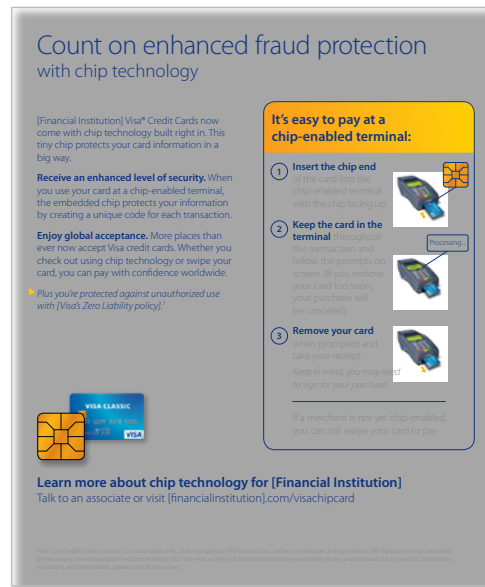 Count on enhanced fraud protection
with chip technology
[Financial Institution] Visa® Credit Cards now
come with chip technology built right in. This
tiny chip protects your card information in a
big way.
Receive an enhanced level of security. When
you use your card at a chip-enabled terminal,
the embedded chip protects your information
by creating a unique code for each transaction.
Enjoy global acceptance. More places than
ever now accept Visa credit cards. Whether you
check out using chip technology or swipe your
card, you can pay with confidence worldwide.
Plus you’re protected against unauthorized use
with [Visa’s Zero Liability policy].¹
It’s easy to pay at a
chip-enabled terminal:
1 Insert the chip end
of the card into the
chip-enabled terminal
with the chip facing up.
2 Keep the card in the
terminal throughout
the transaction and
follow the prompts on
screen. (If you remove
your card too soon,
your purchase will
be canceled)
Processing...
3 Remove your card
when prompted and
take your receipt.
Keep in mind, you may need
to sign for your purchase.
If a merchant is not yet chip-enabled,
you can still swipe your card to pay.
VISA CLASSIC
VISA
Learn more about chip technology for [Financial Institution]
Talk to an associate or visit [financialinstitution].com/visachipcard